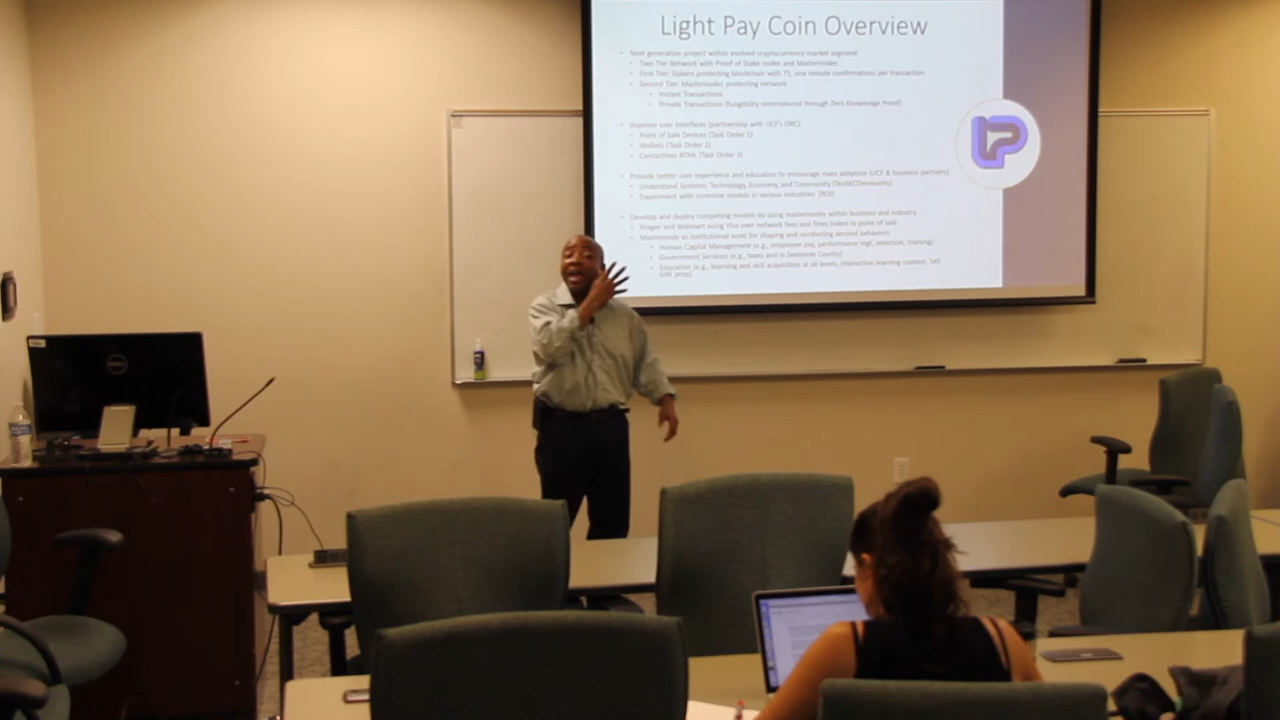 Light Pay Coin Overview
• Next generation project within evolved cryptocurrency market segment
• Two-Tier Network with Proof of Stake nodes and Masternodes
• First Tier: Stakers protecting blockchain with 71, one minute confirmations per transaction
• Second Tier: Masternodes protecting network
• Instant Transactions
• Private Transactions (fungibility reintroduced through Zero Knowledge Proof)
• Improve user interfaces (partnership with UCF's ORC)
• Point of Sale Devices (Task Order 1)
• Wallets (Task Order 2)
• Contactless ATMs (Task Order 3)
• Provide better user experience and education to encourage mass adoption (UCF & business partners)
• Understand Systems: Technology, Economy, and Community (TechECOmmunity)
• Experiment with incentive models in various industries (ROI)
• Develop and deploy competing models by using masternodes within business and industry
• Kroger and Walmart using Visa over network fees and fines linked to point of sale
• Masternode as institutional asset for shaping and reinforcing desired behaviors
• Human Capital Management (e.g., employee pay, performance mgt, selection, training)
• Government Services (e.g., taxes and in Seminole County)
• Education (e.g., learning and skill acquisition at all levels, interactive learning content, SAT,
GRE prep)
DELL